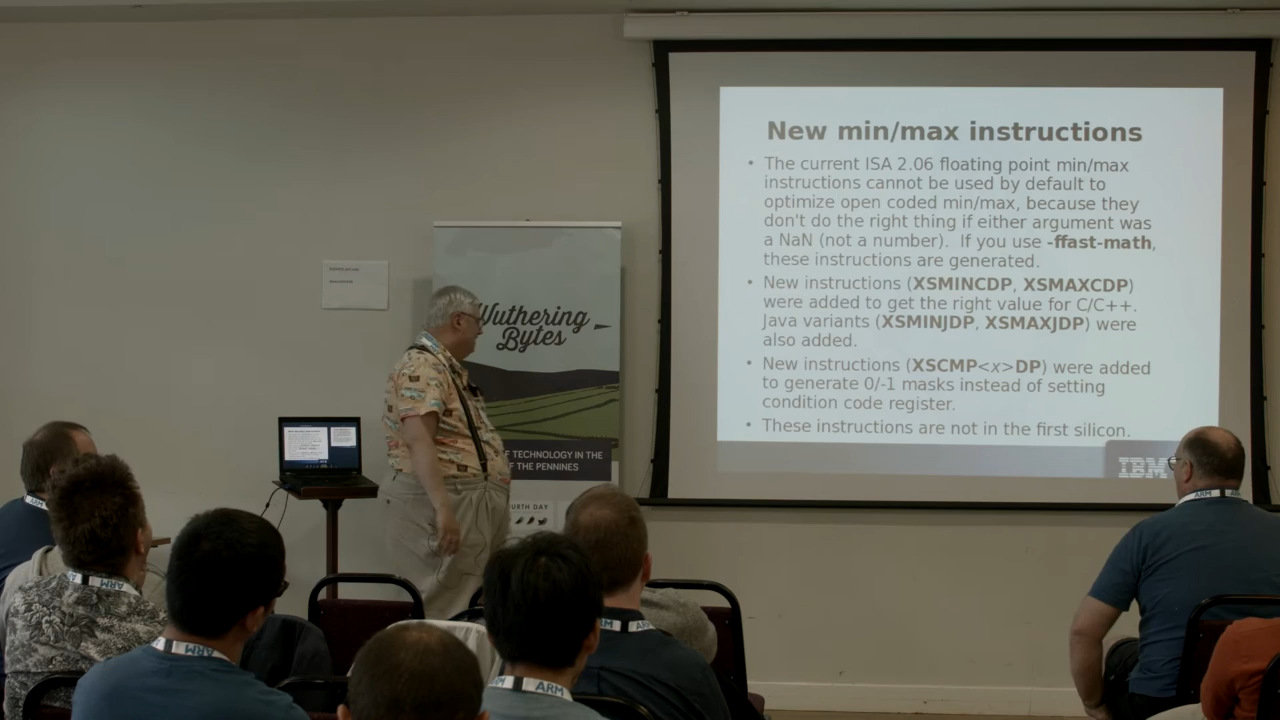 New min/max instructions
• The current ISA 2.06 floating point min/max
instructions cannot be used by default to
optimize open coded min/max, because they
don't do the right thing if either argument was
a NaN (not a number). If you use -ffast-math,
these instructions are generated.
• New instructions (XSMINCDP, XSMAXCDP)
were added to get the right value for C/C++.
Java variants (XSMINJDP, XSMAXJDP) were
also added.
• New instructions (XSCMP<x>DP) were added
to generate 0/-1 masks instead of setting
condition code register.
• These instructions are not in the first silicon.
IBM
Wuthering
Bytes
TECHNOLOGY IN THE
THE PENNINES
DAY
ARM
ARM
ARM
ARM